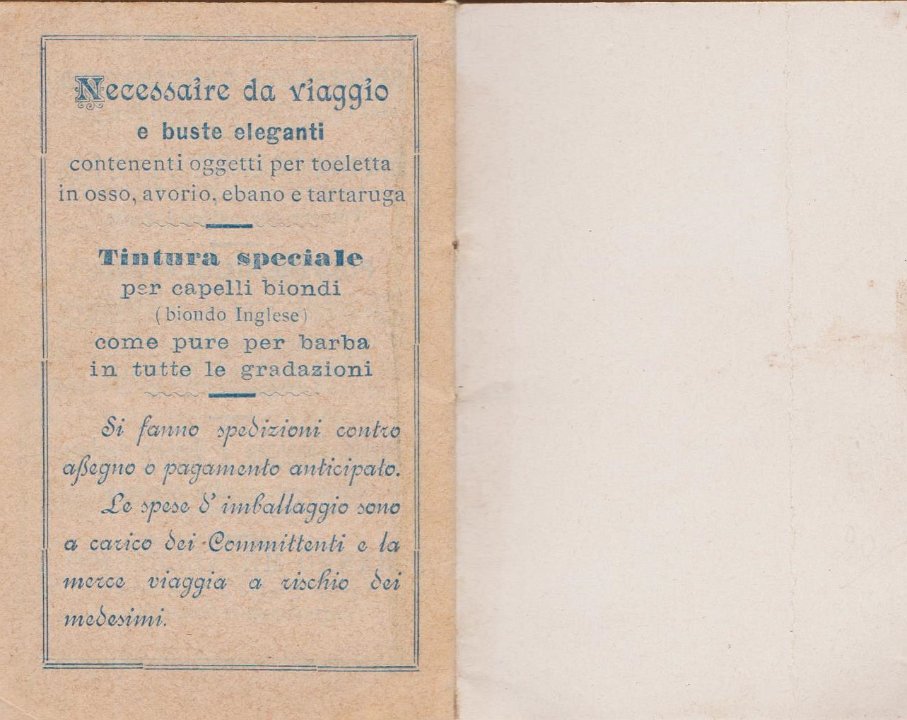 Necessaire da viaggio
e buste eleganti
contenenti oggetti per toeletta
in osso, avorio, ebano e tartaruga
Tintura speciale
per capelli biondi
(biondo Inglese)
come pure per barba
in tutte le gradazioni
Si fanno spedizioni contro
aßegno o pagamento anticipato.
Le spese d'imballaggio sono
a carico dei Committenti e la
merce viaggia a rischio dei
medesimi.